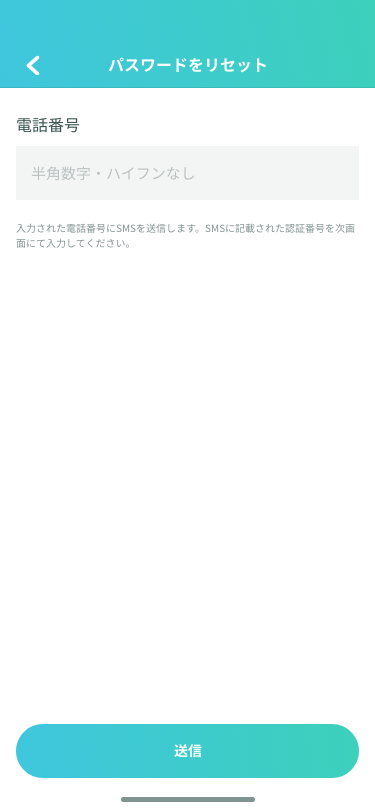 パスワードをリセット
電話番号
半角数字・ハイフンなし
入力された電話番号にSMSを送信します。SMSに記載された認証番号を次画
面にて入力してください。
送信